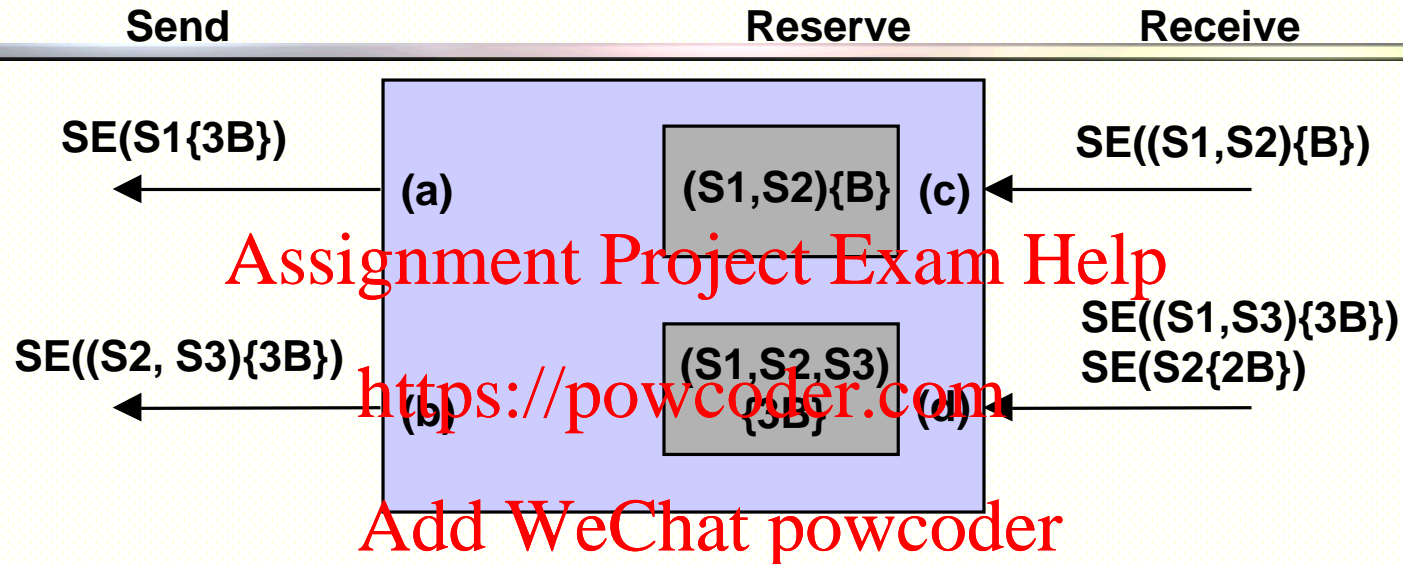 Send Reserve Receive
SE(S1{3B})
(a)
(S1,S2){B}
(c)
SE((S1,S2){B})
Assignment Project Exam Help
SE((S2, S3){3B})
(b)
(S1,S2,S3)
{3B}
(d)
SE((S1,S3){3B})
SE(S2{2B})
https://powcoder.com
Add WeChat powcoder